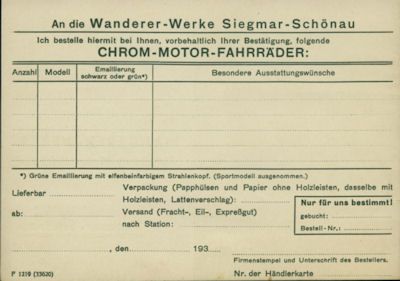 An die Wanderer-Werke Siegmar-Schönau
Ich bestelle hiermit bei Ihnen, vorbehaltlich Ihrer Bestätigung, folgende
CHROM-MOTOR-FAHRRÄDER:
Anzahl Modell Emaillierung schwarz oder grün*) Besondere Ausstattungswünsche
*) Grüne Emaillierung mit elfenbeinfarbigem Strahlenkopf. (Sportmodell ausgenommen.)
Lieferbar
ab:
Verpackung (Papphülsen und Papier ohne Holzleisten, dasselbe mit
Holzleisten, Lattenverschlag):
Versand (Fracht-, Eil-, Expreßgut)
nach Station:
Nur für uns bestimmt!
gebucht:
Bestell-Nr.:
, den 193
Firmenstempel und Unterschrift des Bestellers.
P 1219 (33620)
Nr. der Händlerkarte